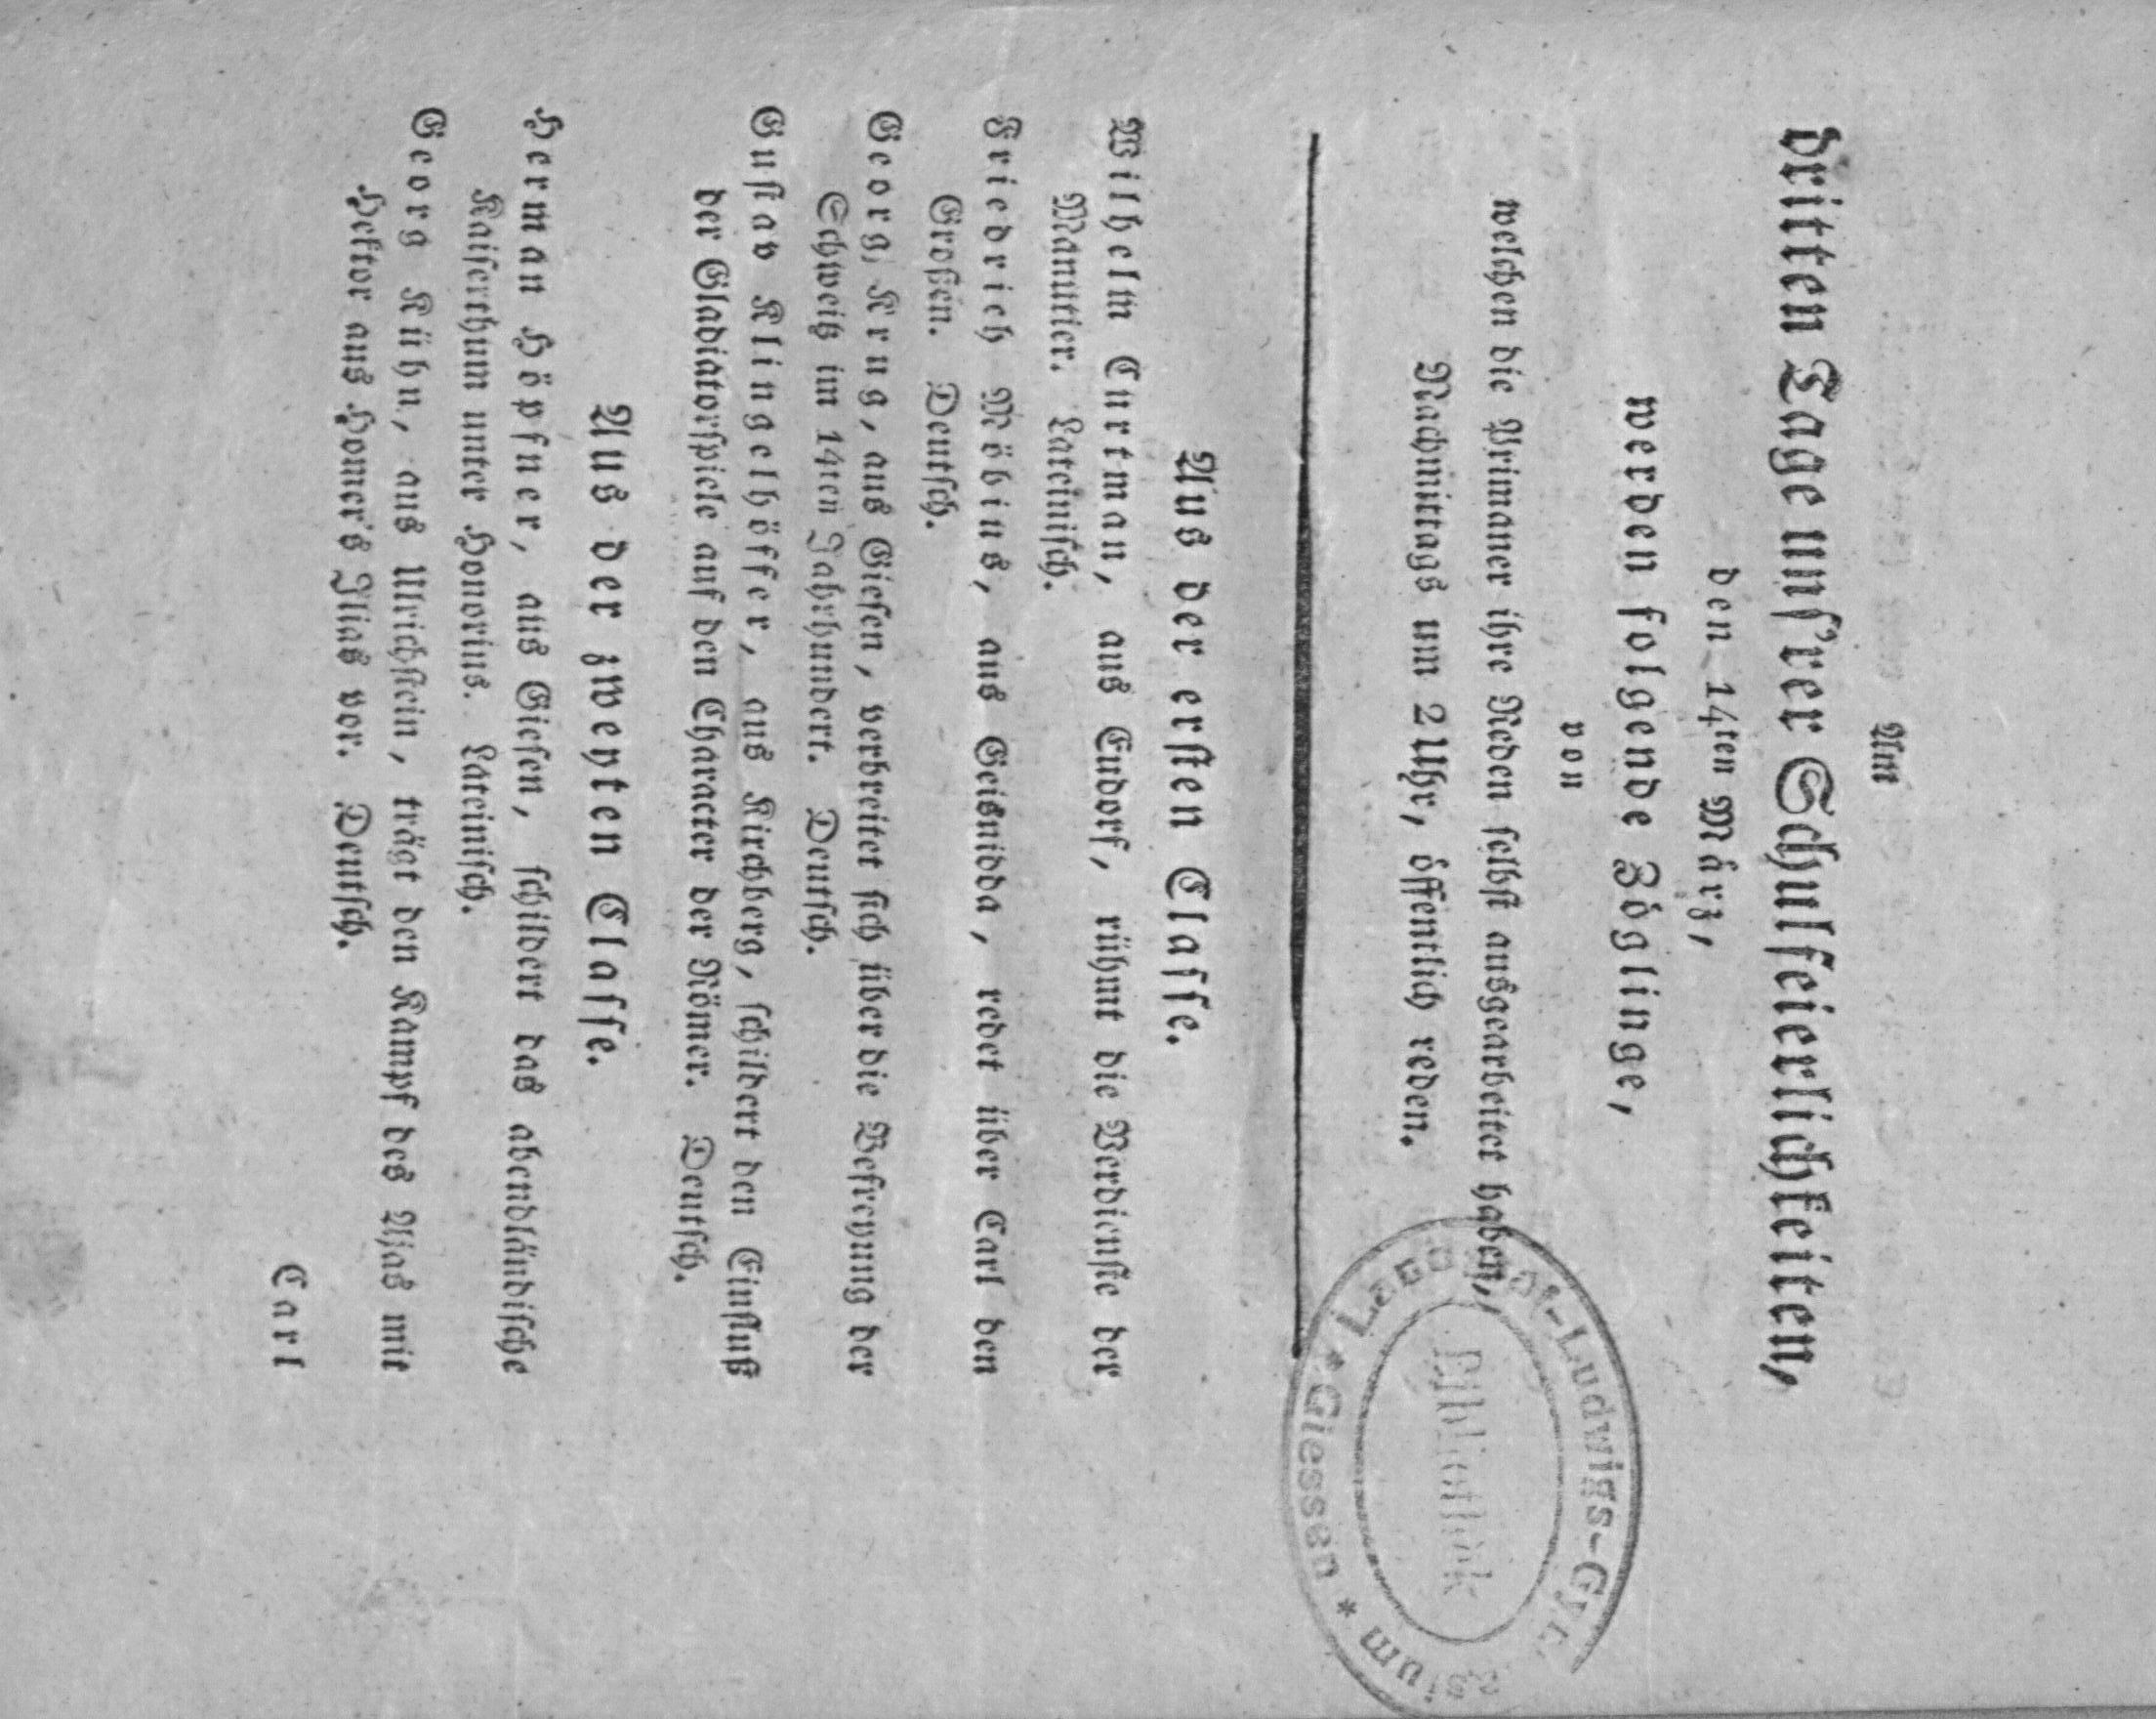 Am
dritten Tage unsrer Schulfeierlichkeiten,
den 14ten März,
werden folgende Zöglinge,
von
welchen die Primaner ihre Reden selbst ausgearbeitet haben,
Nachmittags um 2 Uhr, öffentlich reden.
Aus der ersten Classe.
Wilhelm Curtman, aus Eudorf, rühmt die Verdienste der
Manutier. Lateinisch.
Friedrich Möbius, aus Geisnidda, redet über Carl den
Großen. Deutsch.
Georg Krug, aus Giesen, verbreitet sich über die Befreyung der
Schweiz im 14ten Jahrhundert. Deutsch.
Gustav Klingelhöffer, aus Kirchberg, schildert den Einfluß
der Gladiatorspiele auf den Character der Römer. Deutsch.
Aus der zweyten Classe.
Herman Höpfner, aus Giesen, schildert das abendländische
Kaiserthum unter Honorius. Lateinisch.
Georg Kühn, aus Ulrichstein, trägt den Kampf des Ajas mit
Hektor aus Homer's Ilias vor. Deutsch.
Carl
* Landgraf-Ludwigs-Gymnasium * Giessen *
Bibliothek